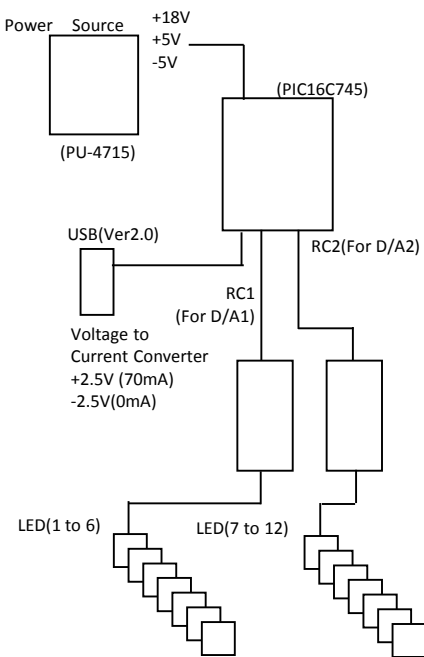 Power Source
+18V
+5V
-5V
(PU-4715)
(PIC16C745)
USB(Ver2.0)
RC2(For D/A2)
RC1
(For D/A1)
Voltage to
Current Converter
+2.5V (70mA)
-2.5V(0mA)
LED(1 to 6)
LED(7 to 12)